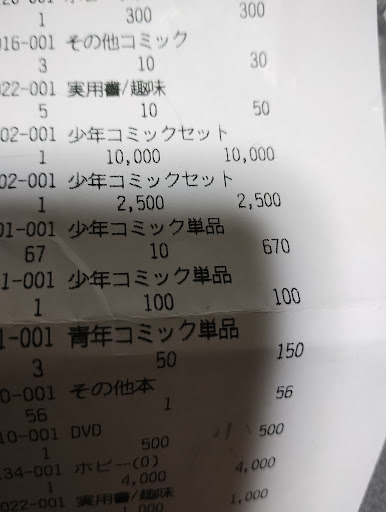 1 300 300
016-001 その他コミック
3 10 30
022-001 実用書/趣味
5 10 50
02-001 少年コミックセット
1 10,000 10,000
02-001 少年コミックセット
1 2,500 2,500
01-001 少年コミック単品
67 10 670
1-001 少年コミック単品
1 100 100
1-001 青年コミック単品
3 50 150
0-001 その他本
56 1 56
10-001 DVD
1 500 500
134-001 ホビー(O)
1 4,000 4,000
022-001 実用書/趣味
1,000 1,000